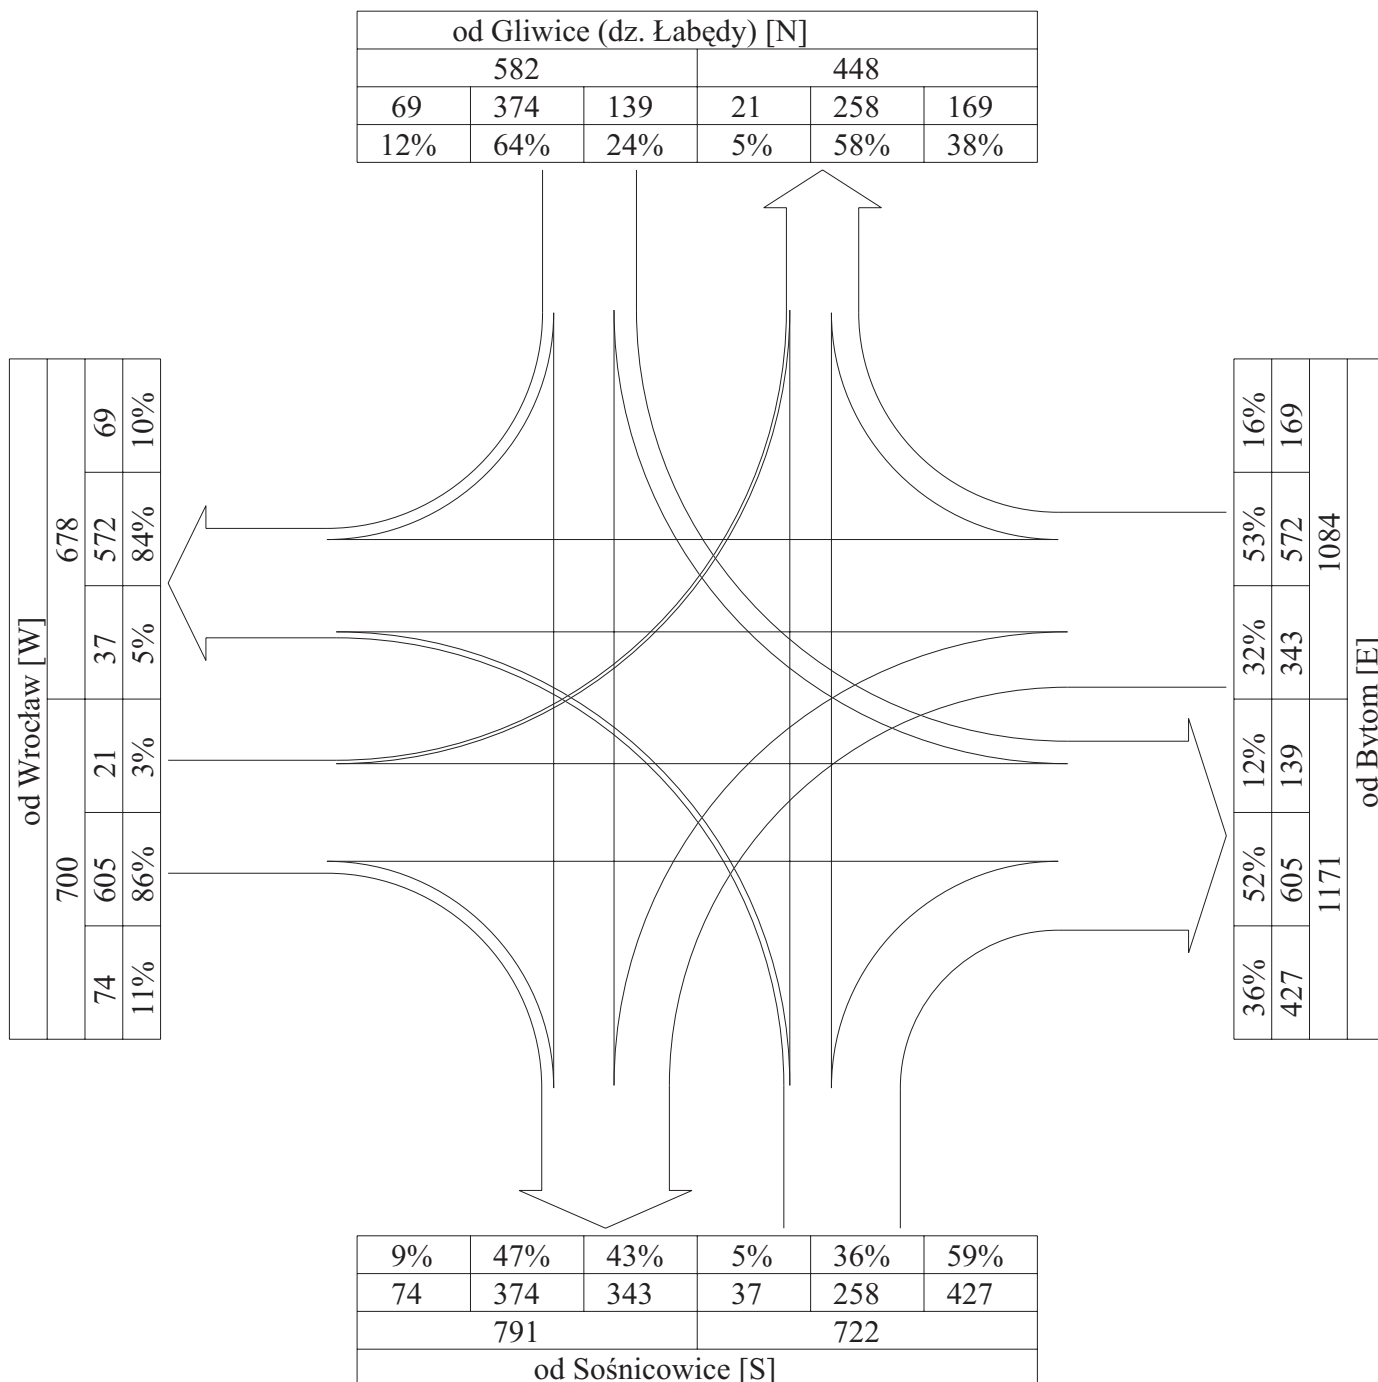 od Gliwice (dz. Łabędy) [N]
582 448
69 374 139 21 258 169
12% 64% 24% 5% 58% 38%
od Wrocław [W]
678 700
69 572 37 21 605 74
10% 84% 5% 3% 86% 11%
16% 53% 32% 12% 52% 36%
169 572 343 139 605 427
1084 1171
od Bytom [E]
9% 47% 43% 5% 36% 59%
74 374 343 37 258 427
791 722
od Sośnicowice [S]